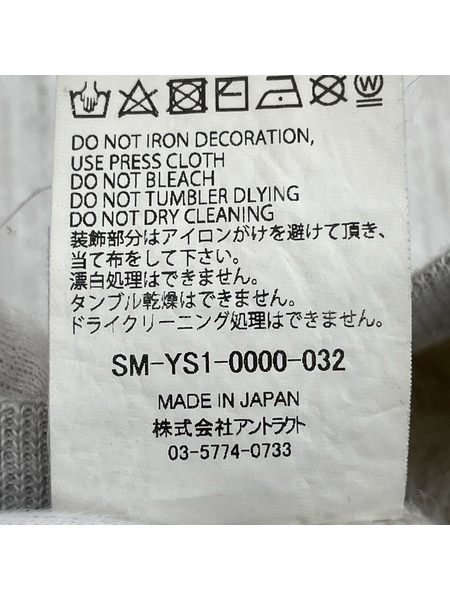 DO NOT IRON DECORATION,
USE PRESS CLOTH
DO NOT BLEACH
DO NOT TUMBLER DLYING
DO NOT DRY CLEANING
装飾部分はアイロンがけを避けて頂き、
当て布をして下さい。
漂白処理はできません。
タンブル乾燥はできません。
ドライクリーニング処理はできません。
SM-YS1-0000-032
MADE IN JAPAN
株式会社アントラクト
03-5774-0733